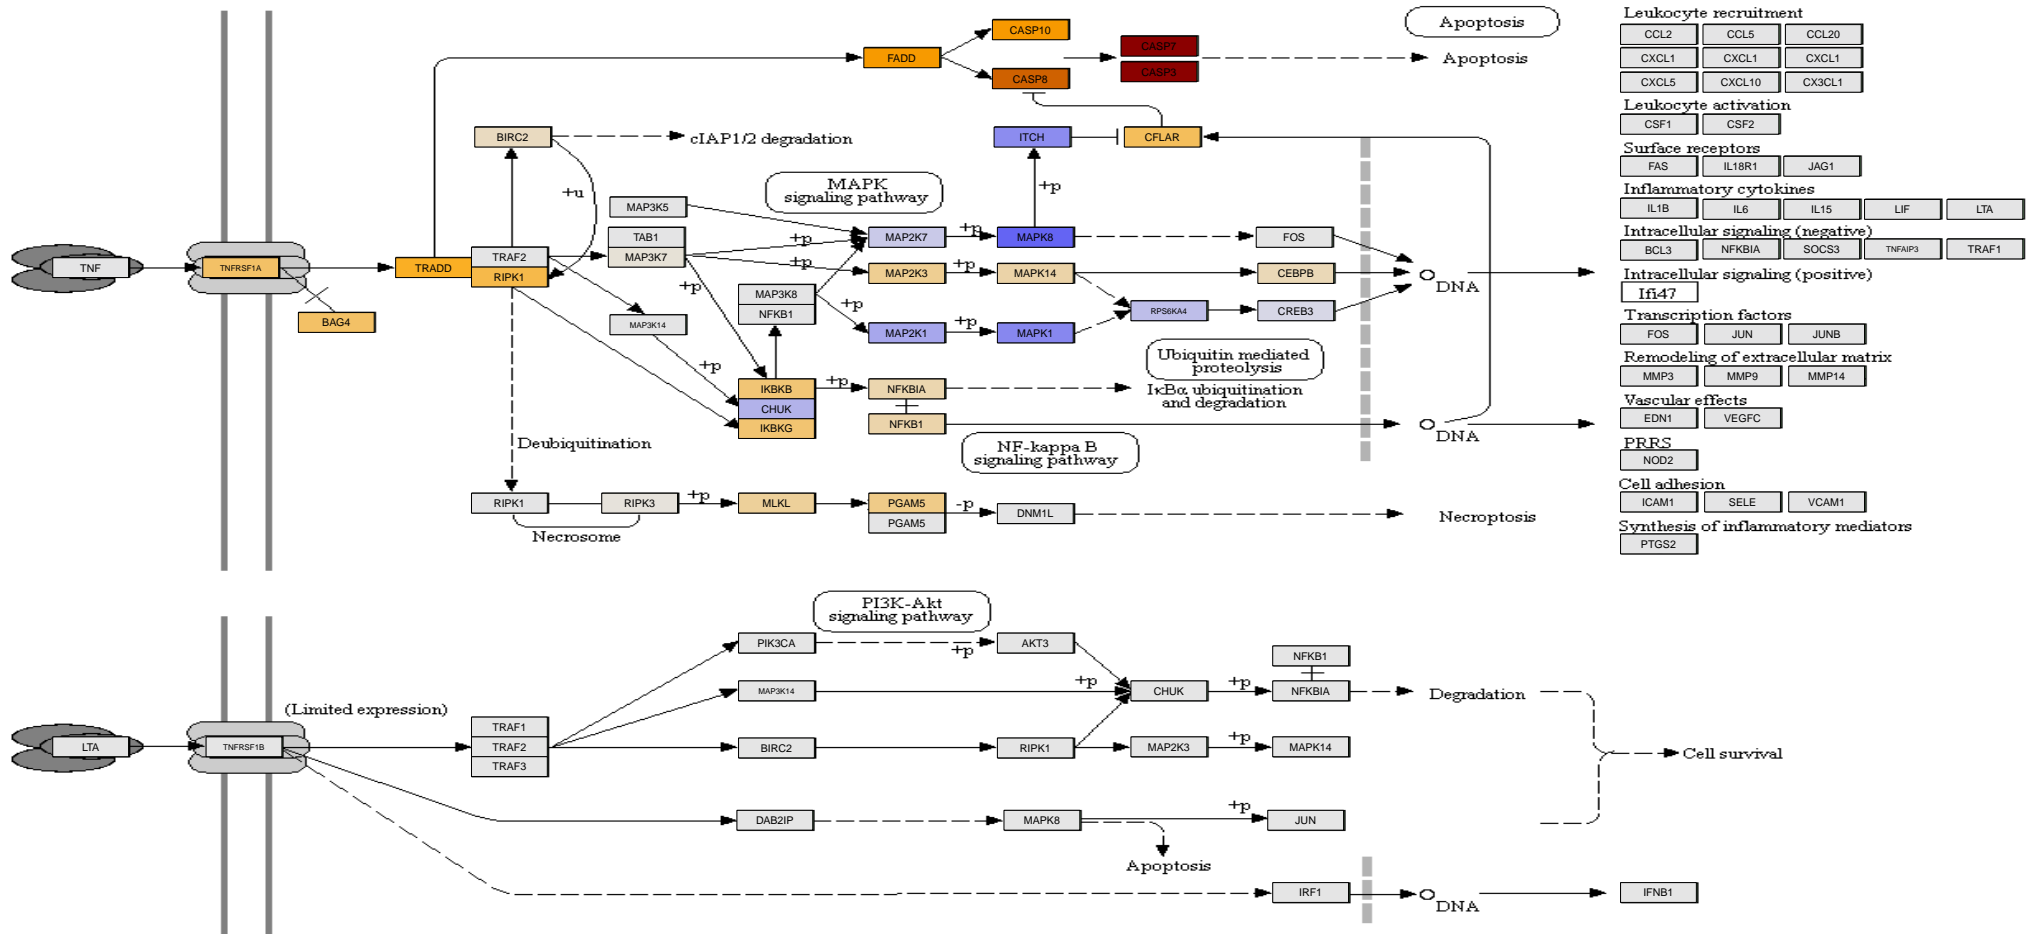 Apoptosis
Leukocyte recruitment
CASP10
CCL2 CCL5 CCL20
FADD
CASP7
Apoptosis
CXCL1 CXCL1 CXCL1
CASP8
CASP3
CXCL5 CXCL10 CX3CL1
Leukocyte activation
CSF1 CSF2
BIRC2
cIAP1/2 degradation
ITCH
CFLAR
Surface receptors
FAS IL18R1 JAG1
MAPK
signaling pathway
+u
+p
Inflammatory cytokines
MAP3K5
IL1B IL6 IL15 LIF LTA
TAB1
+p
MAP2K7
+p
MAPK8
FOS
Intracellular signaling (negative)
BCL3 NFKBIA SOCS3 TNFAIP3 TRAF1
TRAF2
MAP3K7
TNF
TNFRSF1A
TRADD
RIPK1
+p
MAP2K3
+p
MAPK14
CEBPB
DNA
Intracellular signaling (positive)
Ifi47
+p
MAP3K8
NFKB1
+p
RPS6KA4
CREB3
BAG4
MAP3K14
MAP2K1
+p
MAPK1
Transcription factors
FOS JUN JUNB
Ubiquitin mediated
proteolysis
Remodeling of extracellular matrix
MMP3 MMP9 MMP14
+p
IKBKB
+p
NFKBIA
IκBα ubiquitination
and degradation
CHUK
IKBKG
NFKB1
DNA
Vascular effects
EDN1 VEGFC
Deubiquitination
NF-kappa B
signaling pathway
PRRS
NOD2
RIPK1
RIPK3
+p
MLKL
PGAM5
PGAM5
-p
DNM1L
Necroptosis
Necrosome
Cell adhesion
ICAM1 SELE VCAM1
Synthesis of inflammatory mediators
PTGS2
PI3K-Akt
signaling pathway
PIK3CA
+p
AKT3
NFKB1
MAP3K14
+p
CHUK
+p
NFKBIA
Degradation
(Limited expression)
LTA
TNFRSF1B
TRAF1
TRAF2
TRAF3
BIRC2
RIPK1
MAP2K3
+p
MAPK14
Cell survival
DAB2IP
MAPK8
+p
JUN
Apoptosis
IRF1
DNA
IFNB1